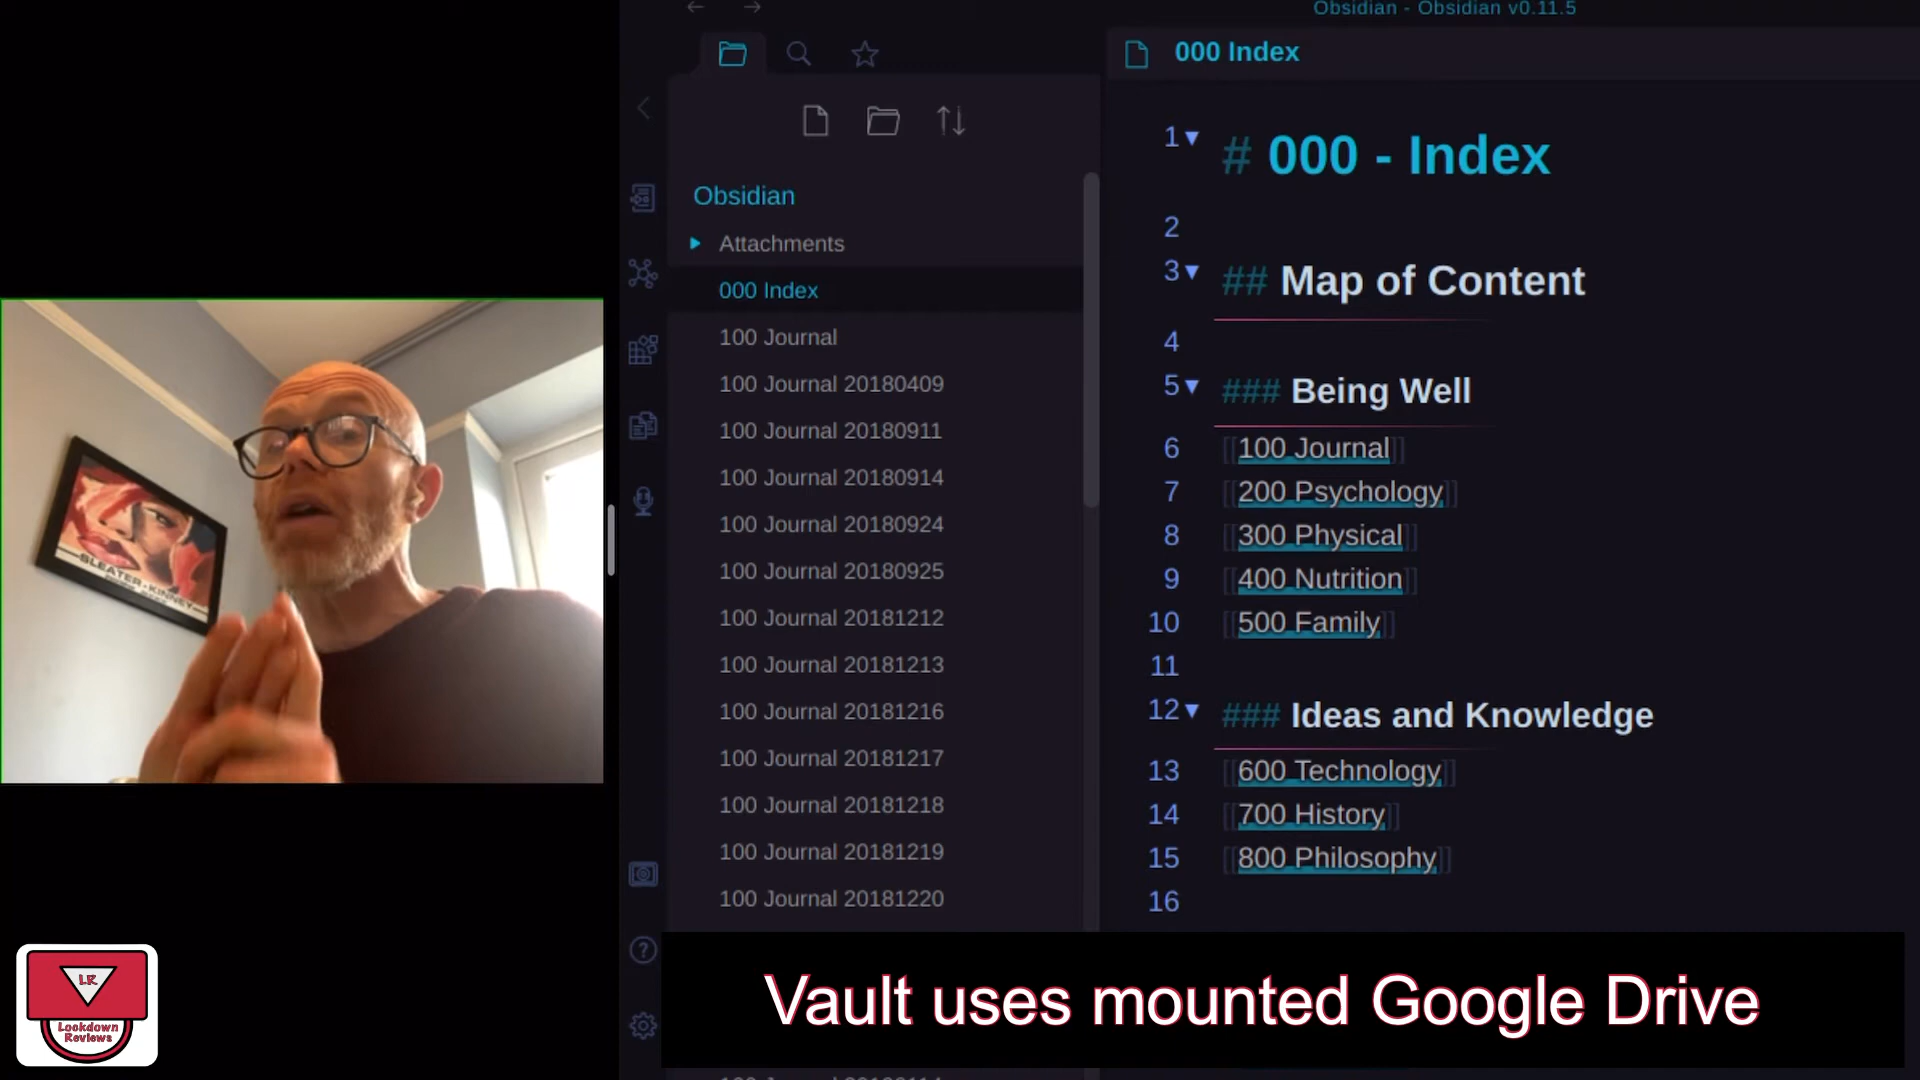 Obsidian - Obsidian v0.11.5
000 Index
Obsidian
Attachments
000 Index
100 Journal
100 Journal 20180409
100 Journal 20180911
100 Journal 20180914
100 Journal 20180924
100 Journal 20180925
100 Journal 20181212
100 Journal 20181213
100 Journal 20181216
100 Journal 20181217
100 Journal 20181218
100 Journal 20181219
100 Journal 20181220
1 # 000 - Index
2
3 ## Map of Content
4
5 ### Being Well
6 [[100 Journal]]
7 [[200 Psychology]]
8 [[300 Physical]]
9 [[400 Nutrition]]
10 [[500 Family]]
11
12 ### Ideas and Knowledge
13 [[600 Technology]]
14 [[700 History]]
15 [[800 Philosophy]]
16
SLEATER-KINNEY
LR
Lockdown
Reviews
Vault uses mounted Google Drive